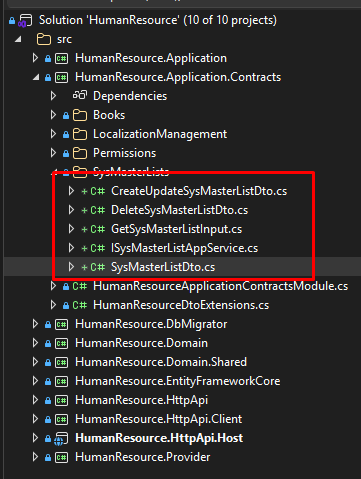 Solution 'HumanResource' (10 of 10 projects)
src
C# HumanResource.Application
C# HumanResource.Application.Contracts
Dependencies
Books
LocalizationManagement
Permissions
SysMasterLists
+ C# CreateUpdateSysMasterListDto.cs
+ C# DeleteSysMasterListDto.cs
+ C# GetSysMasterListInput.cs
+ C# ISysMasterListAppService.cs
+ C# SysMasterListDto.cs
C# HumanResourceApplicationContractsModule.cs
C# HumanResourceDtoExtensions.cs
C# HumanResource.DbMigrator
C# HumanResource.Domain
C# HumanResource.Domain.Shared
C# HumanResource.EntityFrameworkCore
C# HumanResource.HttpApi
C# HumanResource.HttpApi.Client
HumanResource.HttpApi.Host
C# HumanResource.Provider